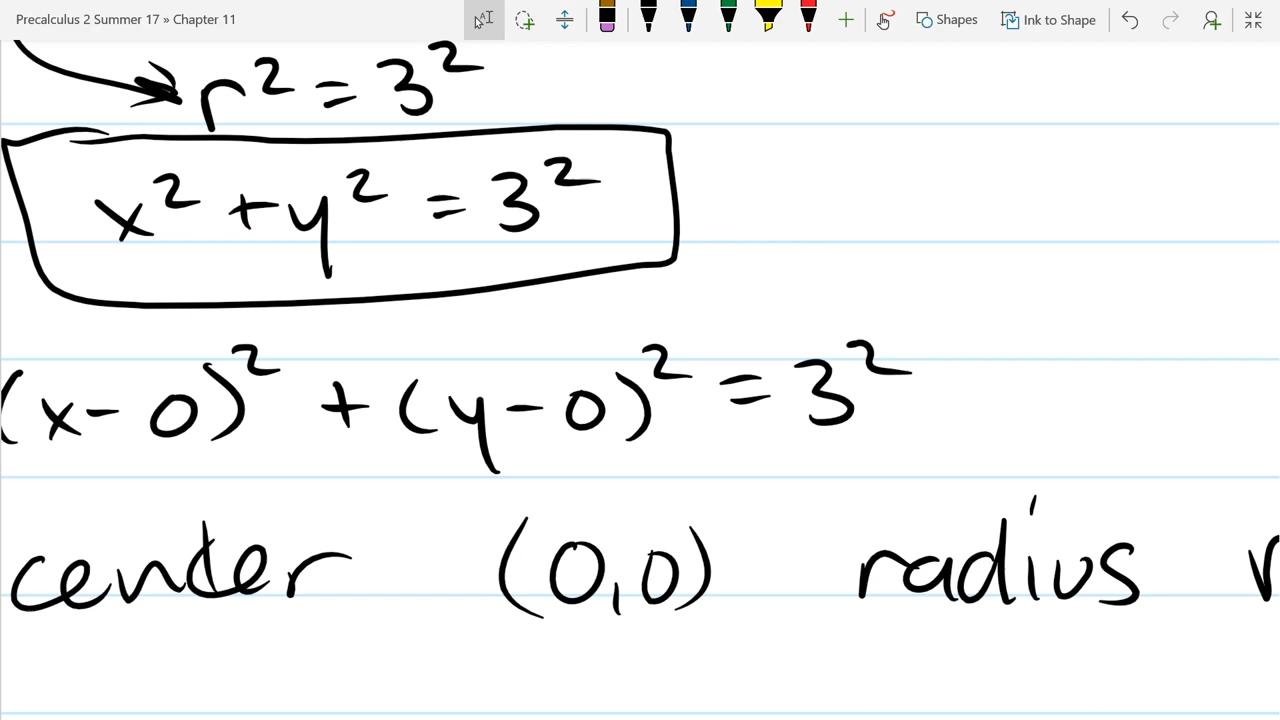 Precalculus 2 Summer 17 » Chapter 11 Shapes Ink to Shape
r² = 3²
x² + y² = 3²
(x - 0)² + (y - 0)² = 3²
center (0,0) radius r